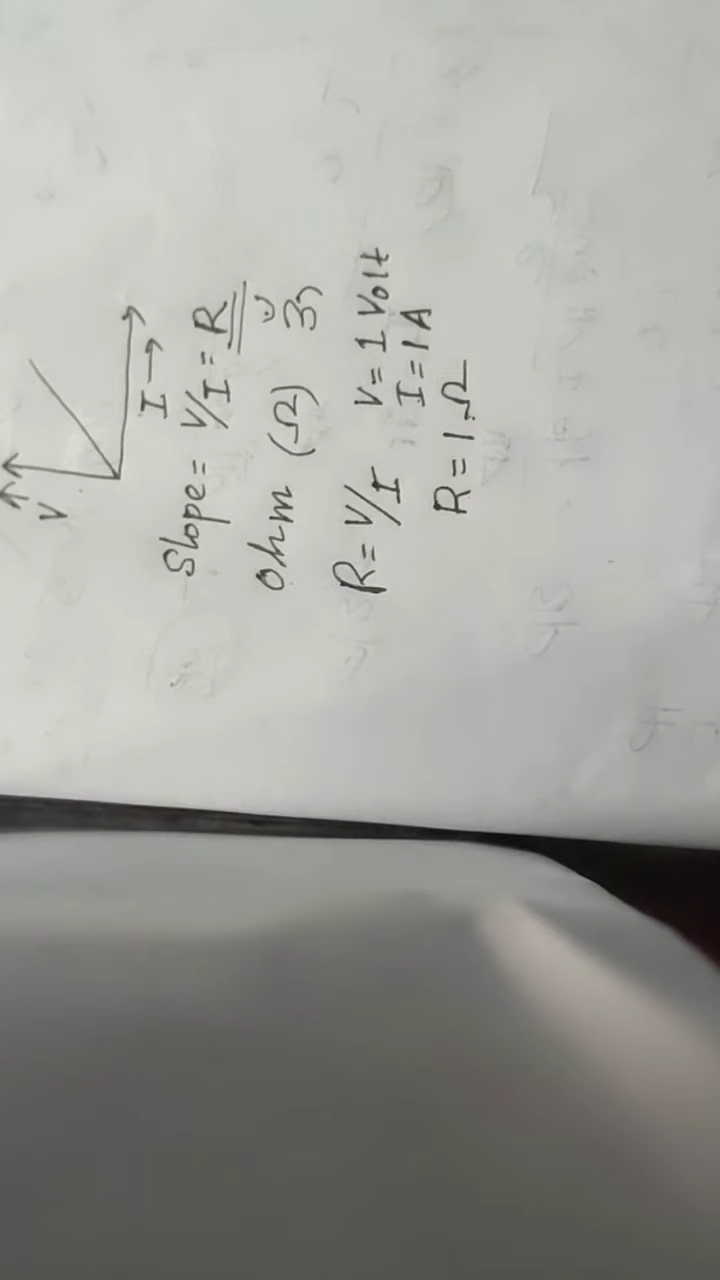 V
I →
Slope = V/I = R
Ohm (Ω)
R = V/I V = 1 Volt
I = 1 A
R = 1 Ω